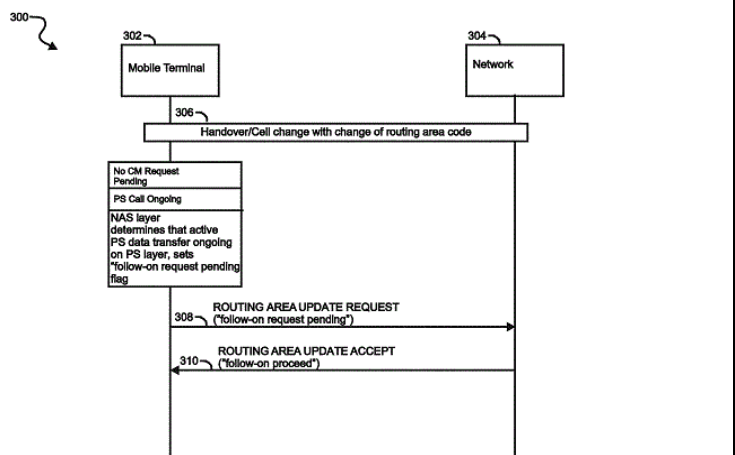 300
302
304
Mobile Terminal
Network
306
Handover/Cell change with change of routing area code
No CM Request
Pending
PS Call Ongoing
NAS layer
determines that active
PS data transfer ongoing
on PS layer, sets
"follow-on request pending
flag
ROUTING AREA UPDATE REQUEST
308
("follow-on request pending")
ROUTING AREA UPDATE ACCEPT
310
("follow-on proceed")